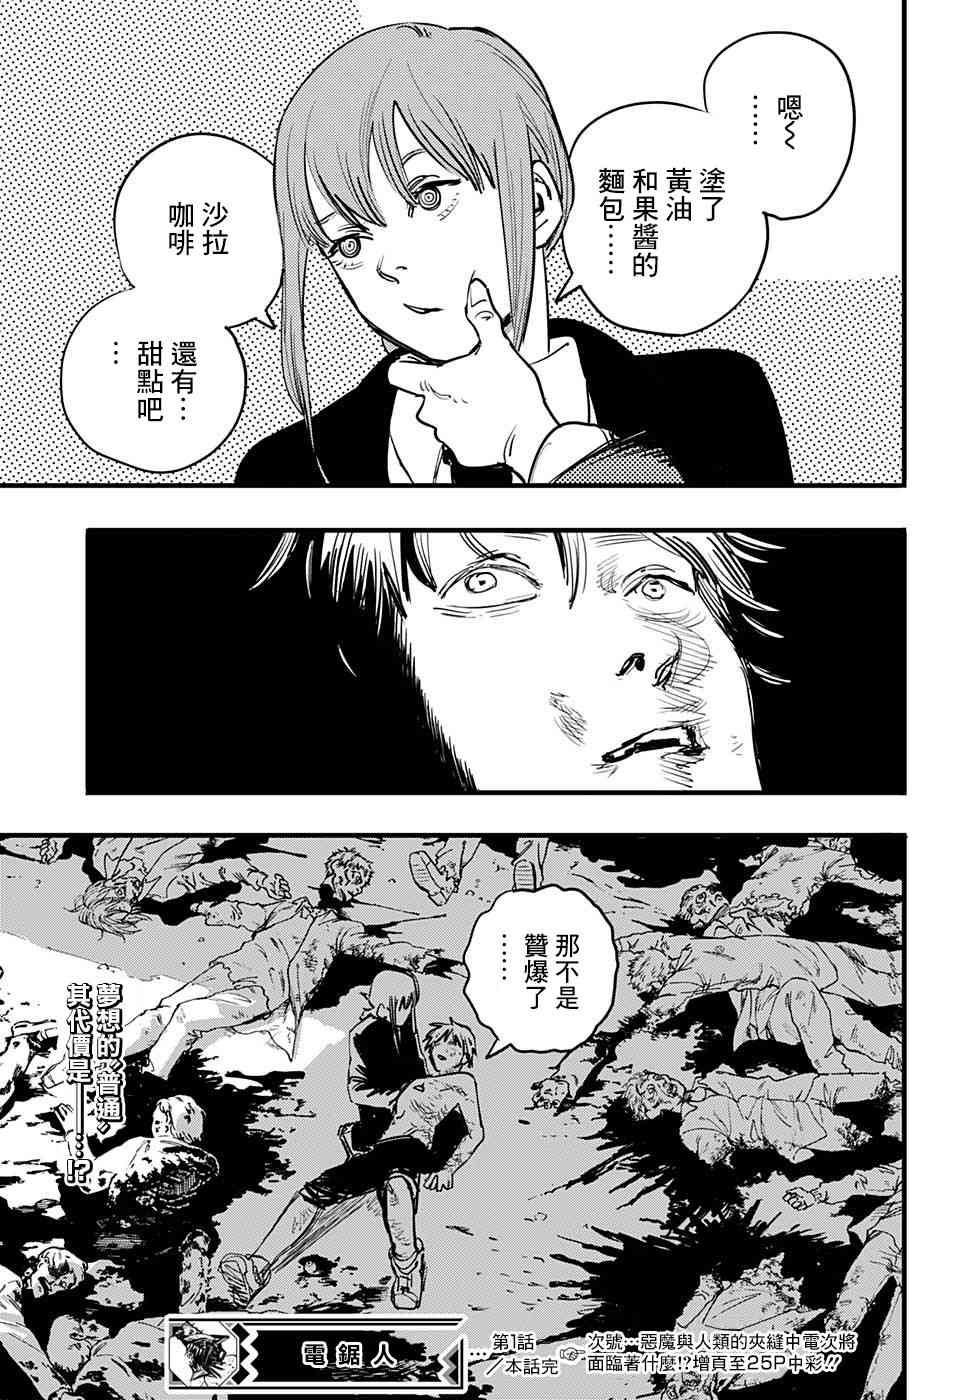 嗯~
……
塗了
黃油
和果醬的
麵包……
沙拉
咖啡
還有…
甜點吧
…
那不是
贊爆了
……
夢想的〝普通〟
其代價是——…⁉
電鋸人
…第1話
／本話完
☞次號…惡魔與人類的夾縫中電次將
面臨著什麼⁉增頁至25P中彩‼